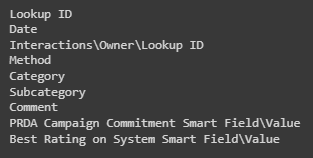 Lookup ID
Date
Interactions\Owner\Lookup ID
Method
Category
Subcategory
Comment
PRDA Campaign Commitment Smart Field\Value
Best Rating on System Smart Field\Value